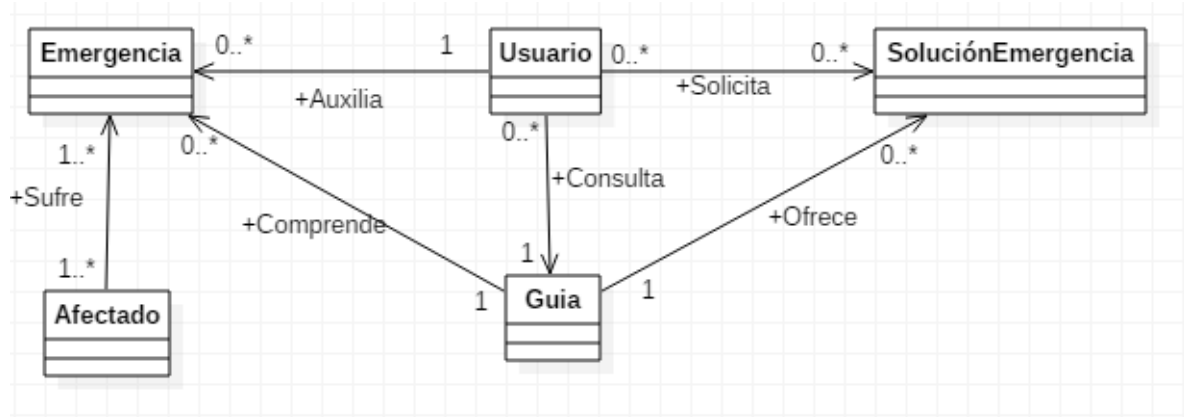 Emergencia
0..*
1
Usuario
0..*
0..*
SoluciónEmergencia
+Auxilia
+Solicita
1..*
0..*
0..*
0..*
+Sufre
+Consulta
+Comprende
+Ofrece
1..*
1
1
1
Afectado
Guia